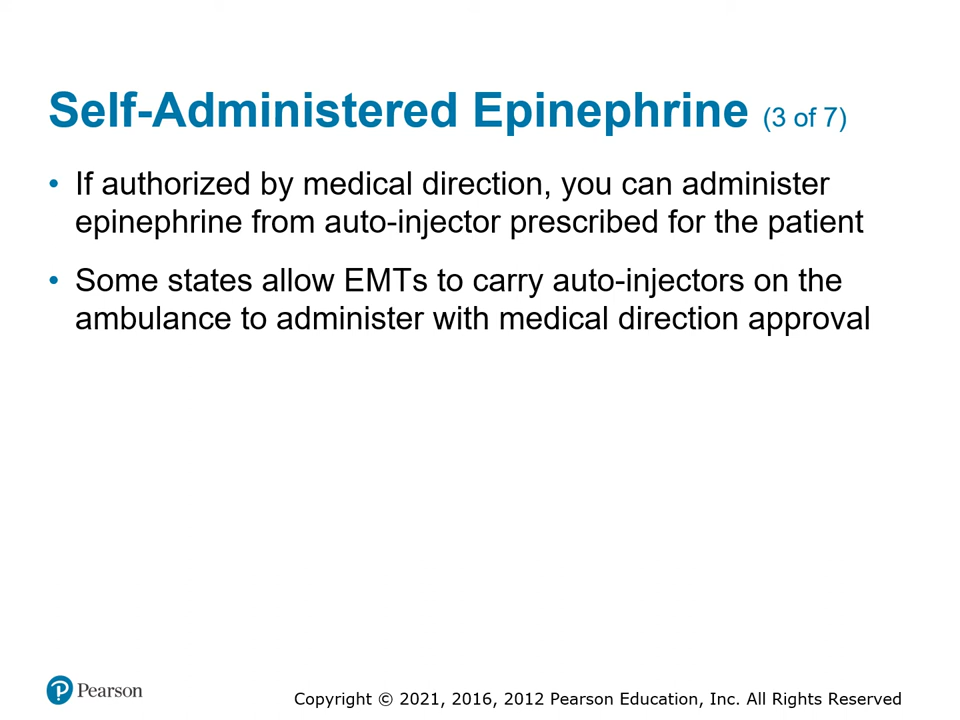 Self-Administered Epinephrine (3 of 7)
• If authorized by medical direction, you can administer
epinephrine from auto-injector prescribed for the patient
• Some states allow EMTs to carry auto-injectors on the
ambulance to administer with medical direction approval
Pearson
Copyright © 2021, 2016, 2012 Pearson Education, Inc. All Rights Reserved